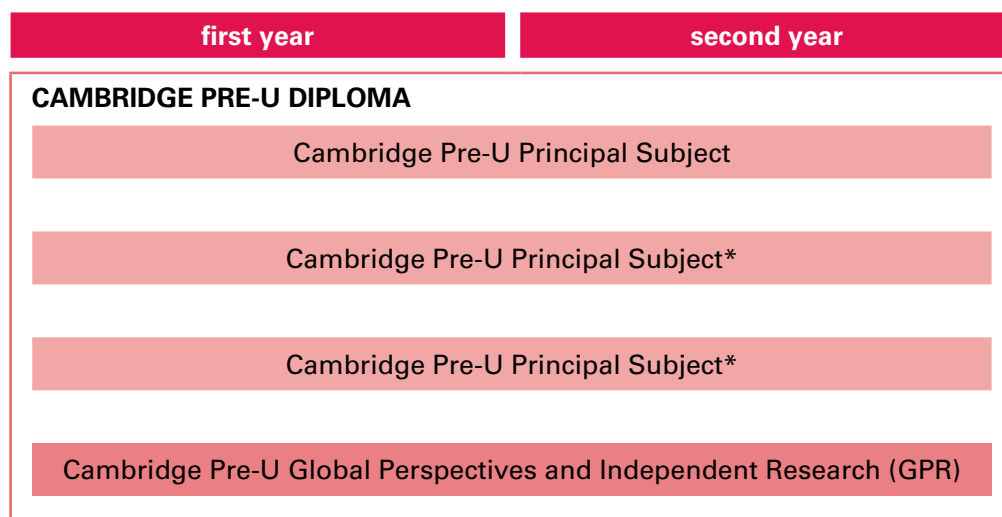 first year
second year
CAMBRIDGE PRE-U DIPLOMA
Cambridge Pre-U Principal Subject
Cambridge Pre-U Principal Subject*
Cambridge Pre-U Principal Subject*
Cambridge Pre-U Global Perspectives and Independent Research (GPR)